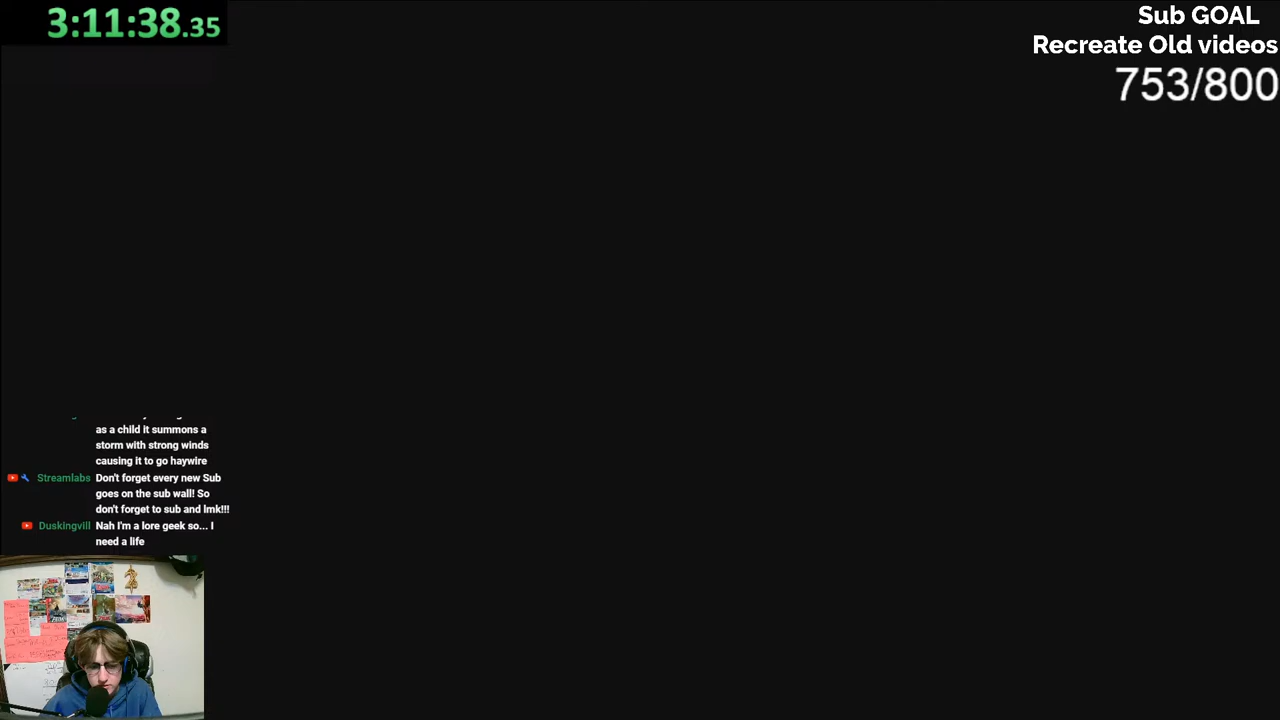 3:11:38.35
Sub GOAL
Recreate Old videos
753/800
as a child it summons a
storm with strong winds
causing it to go haywire
Streamlabs Don't forget every new Sub
goes on the sub wall! So
don't forget to sub and lmk!!!
Duskingvill Nah I'm a lore geek so... I
need a life